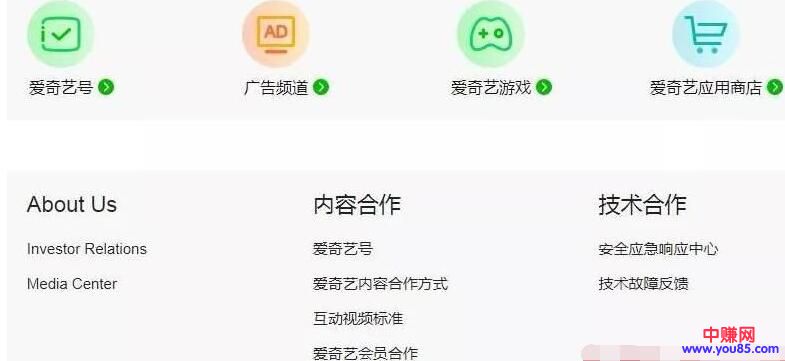 AD
爱奇艺号
广告频道
爱奇艺游戏
爱奇艺应用商店
About Us
内容合作
技术合作
Investor Relations
爱奇艺号
安全应急响应中心
Media Center
爱奇艺内容合作方式
技术故障反馈
互动视频标准
爱奇艺会员合作
中赚网
www.you85.com